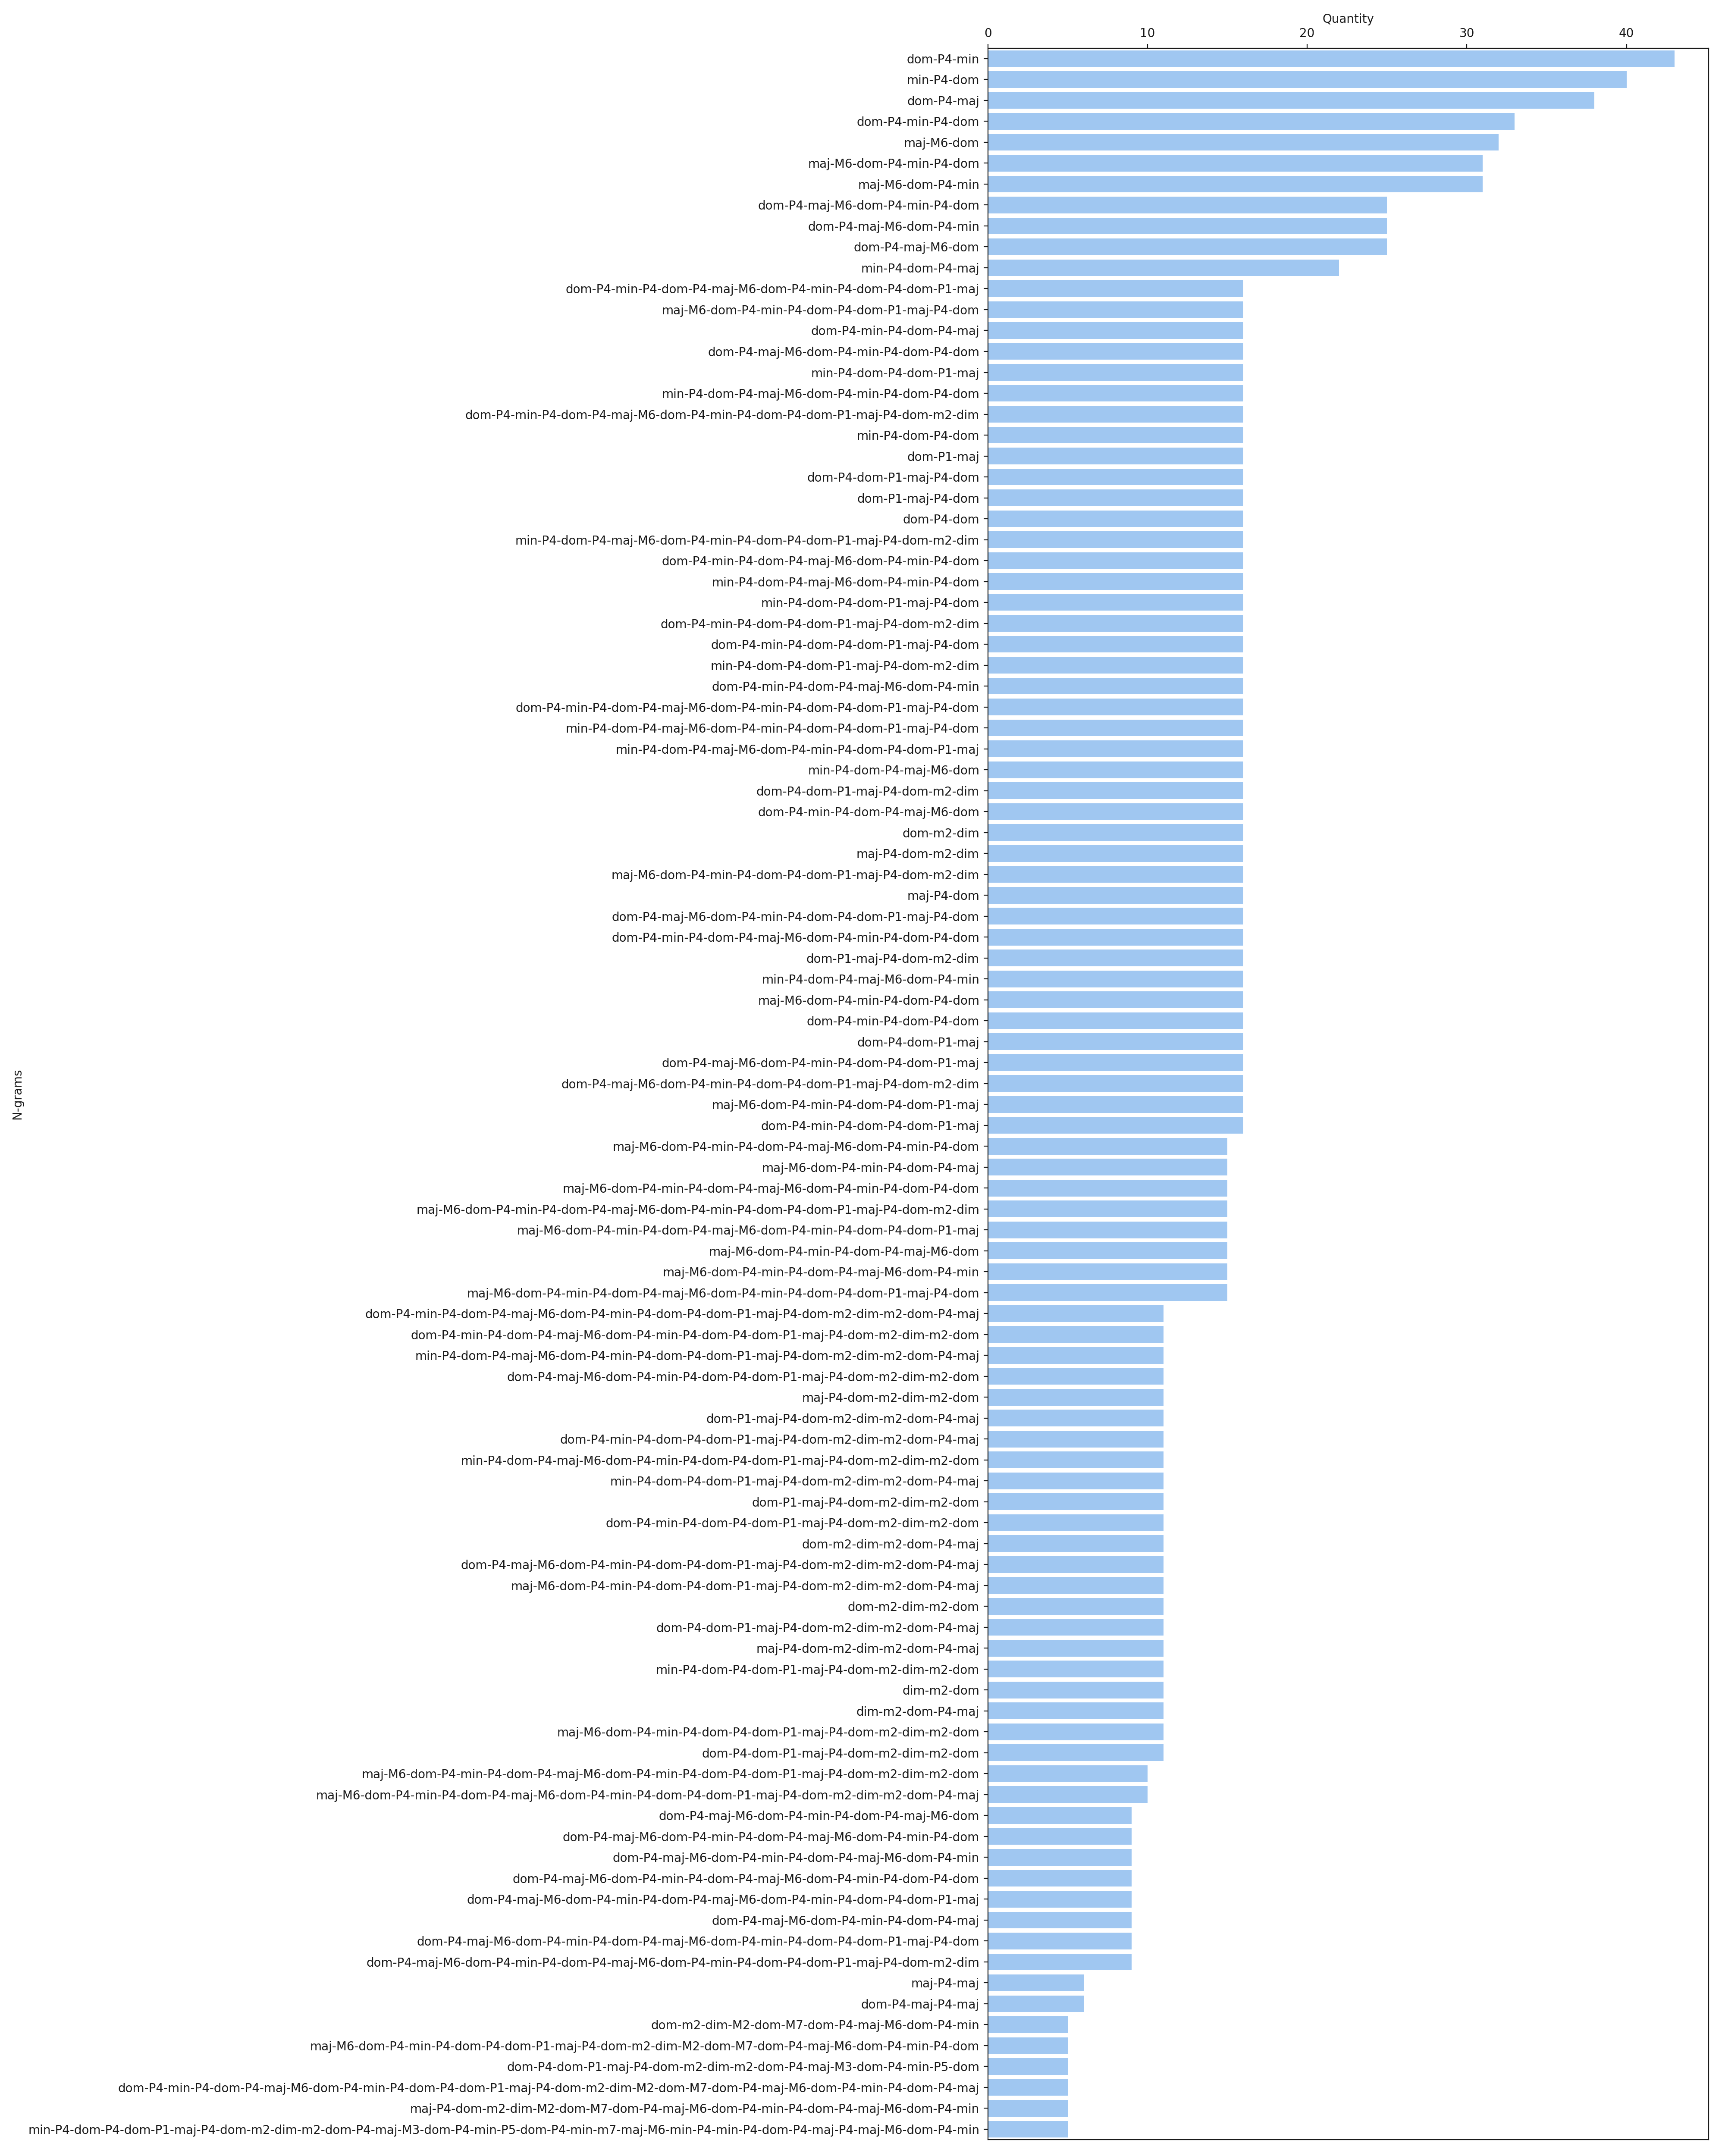 Quantity
0 10 20 30 40
dom-P4-min
min-P4-dom
dom-P4-maj
dom-P4-min-P4-dom
maj-M6-dom
maj-M6-dom-P4-min-P4-dom
maj-M6-dom-P4-min
dom-P4-maj-M6-dom-P4-min-P4-dom
dom-P4-maj-M6-dom-P4-min
dom-P4-maj-M6-dom
min-P4-dom-P4-maj
dom-P4-min-P4-dom-P4-maj-M6-dom-P4-min-P4-dom-P4-dom-P1-maj
maj-M6-dom-P4-min-P4-dom-P4-dom-P1-maj-P4-dom
dom-P4-min-P4-dom-P4-maj
dom-P4-maj-M6-dom-P4-min-P4-dom-P4-dom
min-P4-dom-P4-dom-P1-maj
min-P4-dom-P4-maj-M6-dom-P4-min-P4-dom-P4-dom
dom-P4-min-P4-dom-P4-maj-M6-dom-P4-min-P4-dom-P4-dom-P1-maj-P4-dom-m2-dim
min-P4-dom-P4-dom
dom-P1-maj
dom-P4-dom-P1-maj-P4-dom
dom-P1-maj-P4-dom
dom-P4-dom
min-P4-dom-P4-maj-M6-dom-P4-min-P4-dom-P4-dom-P1-maj-P4-dom-m2-dim
dom-P4-min-P4-dom-P4-maj-M6-dom-P4-min-P4-dom
min-P4-dom-P4-maj-M6-dom-P4-min-P4-dom
min-P4-dom-P4-dom-P1-maj-P4-dom
dom-P4-min-P4-dom-P4-dom-P1-maj-P4-dom-m2-dim
dom-P4-min-P4-dom-P4-dom-P1-maj-P4-dom
min-P4-dom-P4-dom-P1-maj-P4-dom-m2-dim
dom-P4-min-P4-dom-P4-maj-M6-dom-P4-min
dom-P4-min-P4-dom-P4-maj-M6-dom-P4-min-P4-dom-P4-dom-P1-maj-P4-dom
min-P4-dom-P4-maj-M6-dom-P4-min-P4-dom-P4-dom-P1-maj-P4-dom
min-P4-dom-P4-maj-M6-dom-P4-min-P4-dom-P4-dom-P1-maj
min-P4-dom-P4-maj-M6-dom
dom-P4-dom-P1-maj-P4-dom-m2-dim
dom-P4-min-P4-dom-P4-maj-M6-dom
dom-m2-dim
maj-P4-dom-m2-dim
maj-M6-dom-P4-min-P4-dom-P4-dom-P1-maj-P4-dom-m2-dim
maj-P4-dom
dom-P4-maj-M6-dom-P4-min-P4-dom-P4-dom-P1-maj-P4-dom
dom-P4-min-P4-dom-P4-maj-M6-dom-P4-min-P4-dom-P4-dom
dom-P1-maj-P4-dom-m2-dim
min-P4-dom-P4-maj-M6-dom-P4-min
maj-M6-dom-P4-min-P4-dom-P4-dom
dom-P4-min-P4-dom-P4-dom
dom-P4-dom-P1-maj
dom-P4-maj-M6-dom-P4-min-P4-dom-P4-dom-P1-maj
dom-P4-maj-M6-dom-P4-min-P4-dom-P4-dom-P1-maj-P4-dom-m2-dim
maj-M6-dom-P4-min-P4-dom-P4-dom-P1-maj
dom-P4-min-P4-dom-P4-dom-P1-maj
maj-M6-dom-P4-min-P4-dom-P4-maj-M6-dom-P4-min-P4-dom
maj-M6-dom-P4-min-P4-dom-P4-maj
maj-M6-dom-P4-min-P4-dom-P4-maj-M6-dom-P4-min-P4-dom-P4-dom
maj-M6-dom-P4-min-P4-dom-P4-maj-M6-dom-P4-min-P4-dom-P4-dom-P1-maj-P4-dom-m2-dim
maj-M6-dom-P4-min-P4-dom-P4-maj-M6-dom-P4-min-P4-dom-P4-dom-P1-maj
maj-M6-dom-P4-min-P4-dom-P4-maj-M6-dom
maj-M6-dom-P4-min-P4-dom-P4-maj-M6-dom-P4-min
maj-M6-dom-P4-min-P4-dom-P4-maj-M6-dom-P4-min-P4-dom-P4-dom-P1-maj-P4-dom
dom-P4-min-P4-dom-P4-maj-M6-dom-P4-min-P4-dom-P4-dom-P1-maj-P4-dom-m2-dim-m2-dom-P4-maj
dom-P4-min-P4-dom-P4-maj-M6-dom-P4-min-P4-dom-P4-dom-P1-maj-P4-dom-m2-dim-m2-dom
min-P4-dom-P4-maj-M6-dom-P4-min-P4-dom-P4-dom-P1-maj-P4-dom-m2-dim-m2-dom-P4-maj
dom-P4-maj-M6-dom-P4-min-P4-dom-P4-dom-P1-maj-P4-dom-m2-dim-m2-dom
maj-P4-dom-m2-dim-m2-dom
dom-P1-maj-P4-dom-m2-dim-m2-dom-P4-maj
dom-P4-min-P4-dom-P4-dom-P1-maj-P4-dom-m2-dim-m2-dom-P4-maj
min-P4-dom-P4-maj-M6-dom-P4-min-P4-dom-P4-dom-P1-maj-P4-dom-m2-dim-m2-dom
min-P4-dom-P4-dom-P1-maj-P4-dom-m2-dim-m2-dom-P4-maj
dom-P1-maj-P4-dom-m2-dim-m2-dom
dom-P4-min-P4-dom-P4-dom-P1-maj-P4-dom-m2-dim-m2-dom
dom-m2-dim-m2-dom-P4-maj
dom-P4-maj-M6-dom-P4-min-P4-dom-P4-dom-P1-maj-P4-dom-m2-dim-m2-dom-P4-maj
maj-M6-dom-P4-min-P4-dom-P4-dom-P1-maj-P4-dom-m2-dim-m2-dom-P4-maj
dom-m2-dim-m2-dom
dom-P4-dom-P1-maj-P4-dom-m2-dim-m2-dom-P4-maj
maj-P4-dom-m2-dim-m2-dom-P4-maj
min-P4-dom-P4-dom-P1-maj-P4-dom-m2-dim-m2-dom
dim-m2-dom
dim-m2-dom-P4-maj
maj-M6-dom-P4-min-P4-dom-P4-dom-P1-maj-P4-dom-m2-dim-m2-dom
dom-P4-dom-P1-maj-P4-dom-m2-dim-m2-dom
maj-M6-dom-P4-min-P4-dom-P4-maj-M6-dom-P4-min-P4-dom-P4-dom-P1-maj-P4-dom-m2-dim-m2-dom
maj-M6-dom-P4-min-P4-dom-P4-maj-M6-dom-P4-min-P4-dom-P4-dom-P1-maj-P4-dom-m2-dim-m2-dom-P4-maj
dom-P4-maj-M6-dom-P4-min-P4-dom-P4-maj-M6-dom
dom-P4-maj-M6-dom-P4-min-P4-dom-P4-maj-M6-dom-P4-min-P4-dom
dom-P4-maj-M6-dom-P4-min-P4-dom-P4-maj-M6-dom-P4-min
dom-P4-maj-M6-dom-P4-min-P4-dom-P4-maj-M6-dom-P4-min-P4-dom-P4-dom
dom-P4-maj-M6-dom-P4-min-P4-dom-P4-maj-M6-dom-P4-min-P4-dom-P4-dom-P1-maj
dom-P4-maj-M6-dom-P4-min-P4-dom-P4-maj
dom-P4-maj-M6-dom-P4-min-P4-dom-P4-maj-M6-dom-P4-min-P4-dom-P4-dom-P1-maj-P4-dom
dom-P4-maj-M6-dom-P4-min-P4-dom-P4-maj-M6-dom-P4-min-P4-dom-P4-dom-P1-maj-P4-dom-m2-dim
maj-P4-maj
dom-P4-maj-P4-maj
dom-m2-dim-M2-dom-M7-dom-P4-maj-M6-dom-P4-min
maj-M6-dom-P4-min-P4-dom-P4-dom-P1-maj-P4-dom-m2-dim-M2-dom-M7-dom-P4-maj-M6-dom-P4-min-P4-dom
dom-P4-dom-P1-maj-P4-dom-m2-dim-m2-dom-P4-maj-M3-dom-P4-min-P5-dom
dom-P4-min-P4-dom-P4-maj-M6-dom-P4-min-P4-dom-P4-dom-P1-maj-P4-dom-m2-dim-M2-dom-M7-dom-P4-maj-M6-dom-P4-min-P4-dom-P4-maj
maj-P4-dom-m2-dim-M2-dom-M7-dom-P4-maj-M6-dom-P4-min-P4-dom-P4-maj-M6-dom-P4-min
min-P4-dom-P4-dom-P1-maj-P4-dom-m2-dim-m2-dom-P4-maj-M3-dom-P4-min-P5-dom-P4-min-m7-maj-M6-min-P4-min-P4-dom-P4-maj-P4-maj-M6-dom-P4-min
N-grams